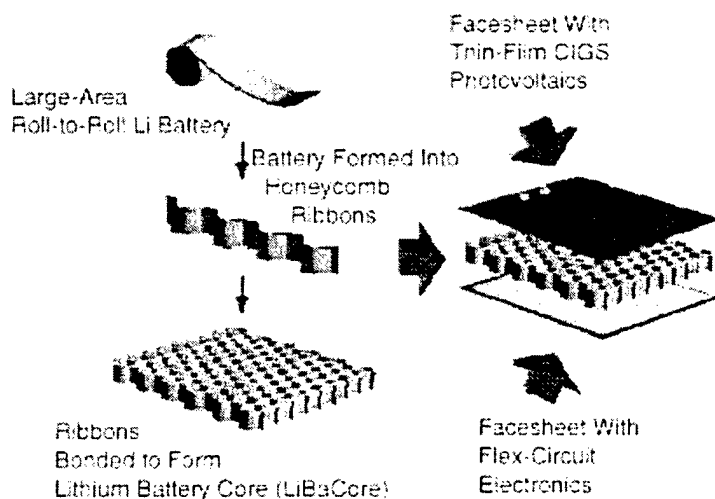 Large-Area
Roll-to-Roll Li Battery
Battery Formed Into
Honeycomb
Ribbons
Ribbons
Bonded to Form
Lithium Battery Core (LiBaCore)
Facesheet With
Thin-Film CIGS
Photovoltaics
Facesheet With
Flex-Circuit
Electronics